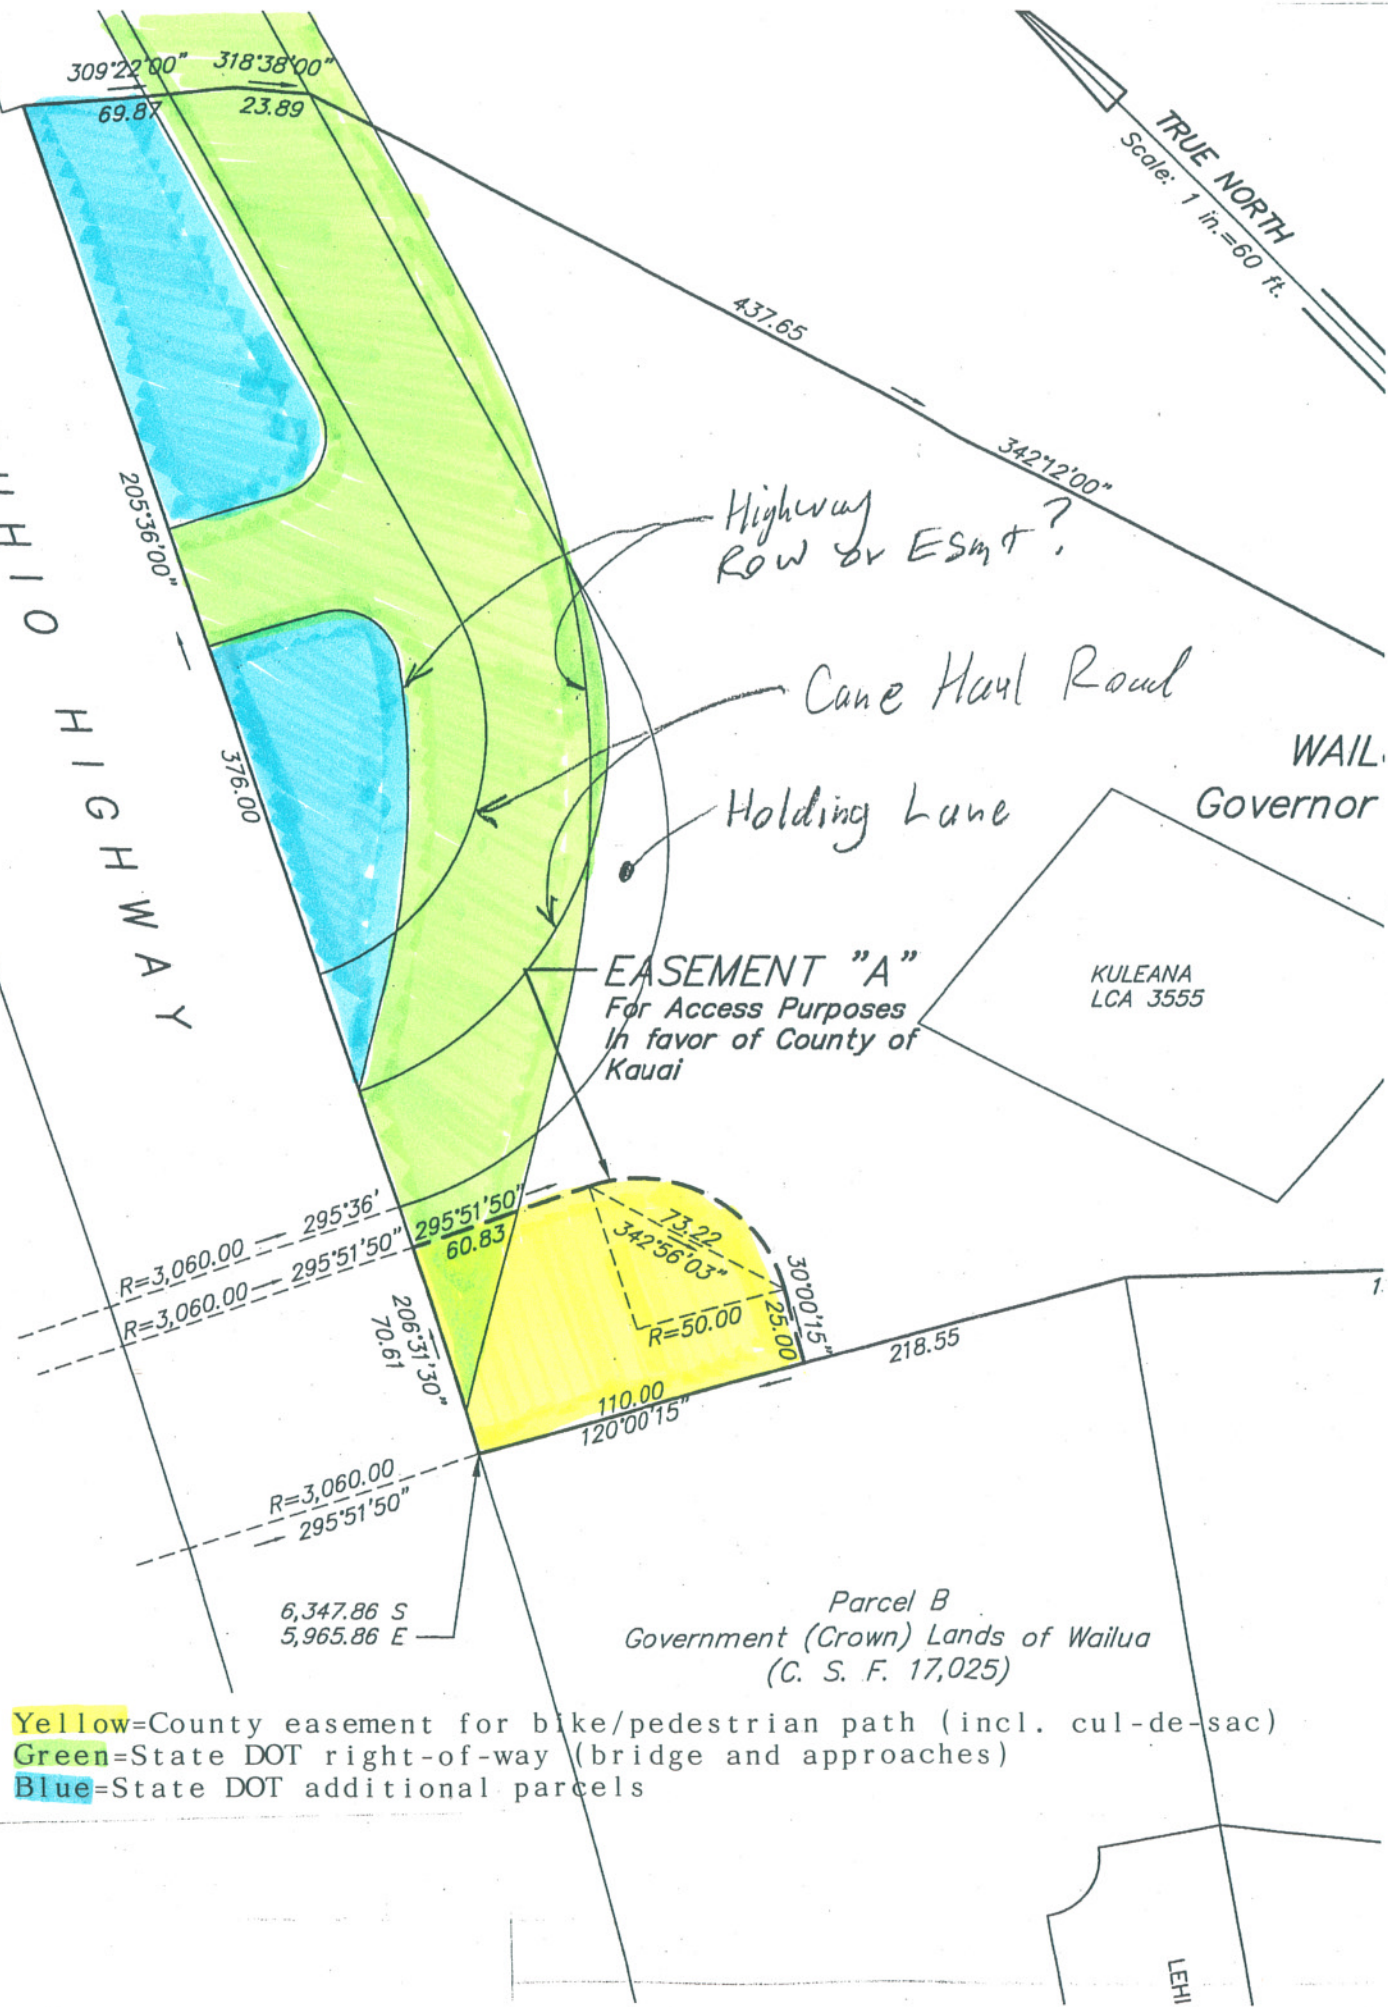 309°22'00" 318°38'00"
69.87 23.89
TRUE NORTH
Scale: 1 in.=60 ft.
437.65
342°12'00"
205°36'00"
Highway
Row or Esmt?
HIO HIGHWAY
Cane Haul Road
376.00
WAIL
Governor
Holding Lane
EASEMENT "A"
For Access Purposes
In favor of County of
Kauai
KULEANA
LCA 3555
R=3,060.00 295°36'
R=3,060.00 295°51'50"
295°51'50"
60.83
73.22
342°56'03"
R=50.00
30°00'15"
25.00
218.55
1
206°31'30"
70.61
110.00
120°00'15"
R=3,060.00
295°51'50"
6,347.86 S
5,965.86 E
Parcel B
Government (Crown) Lands of Wailua
(C. S. F. 17,025)
Yellow=County easement for bike/pedestrian path (incl. cul-de-sac)
Green=State DOT right-of-way (bridge and approaches)
Blue=State DOT additional parcels
LEHI